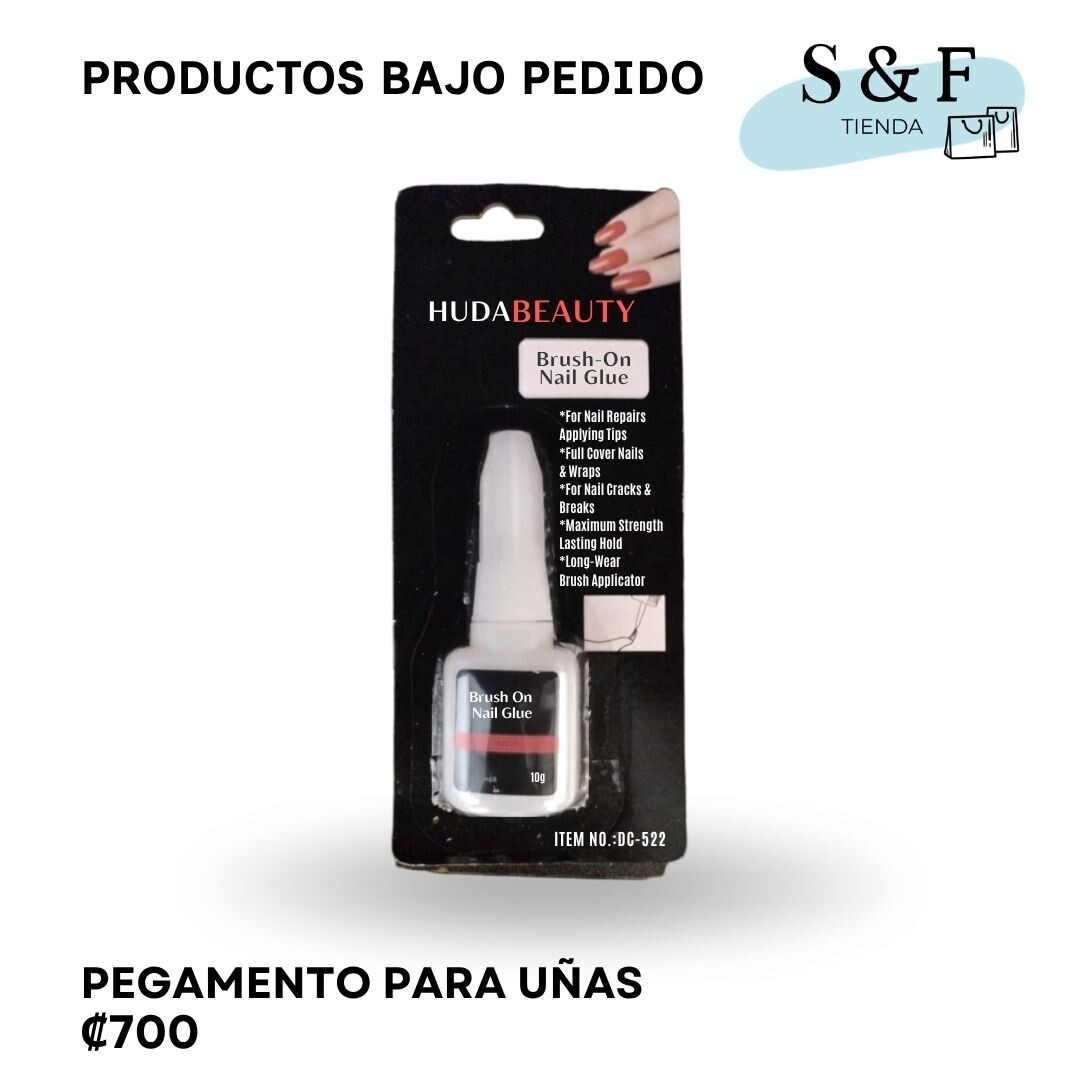 PRODUCTOS BAJO PEDIDO
S & F
TIENDA
HUDABEAUTY
Brush-On
Nail Glue
*For Nail Repairs
Applying Tips
*Full Cover Nails
& Wraps
*For Nail Cracks &
Breaks
*Maximum Strength
Lasting Hold
*Long-Wear
Brush Applicator
Brush On
Nail Glue
10g
ITEM NO.:DC-522
PEGAMENTO PARA UÑAS
₡700